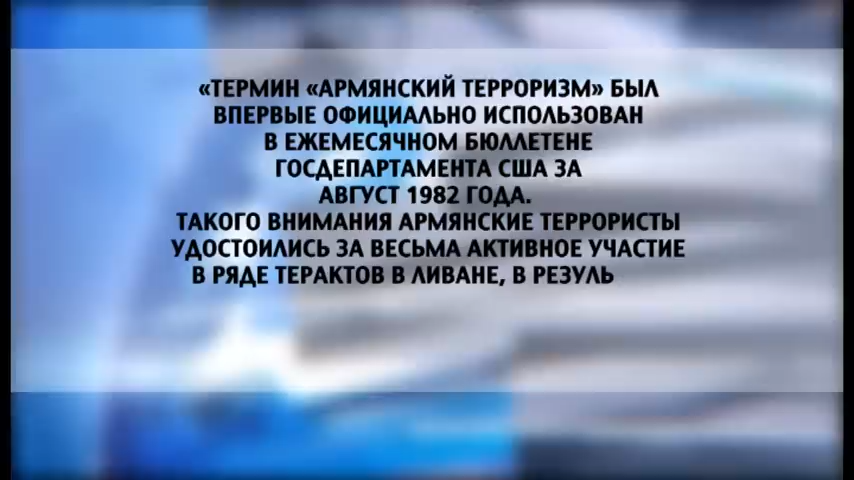 «ТЕРМИН «АРМЯНСКИЙ ТЕРРОРИЗМ» БЫЛ
ВПЕРВЫЕ ОФИЦИАЛЬНО ИСПОЛЬЗОВАН
В ЕЖЕМЕСЯЧНОМ БЮЛЛЕТЕНЕ
ГОСДЕПАРТАМЕНТА США ЗА
АВГУСТ 1982 ГОДА.
ТАКОГО ВНИМАНИЯ АРМЯНСКИЕ ТЕРРОРИСТЫ
УДОСТОИЛИСЬ ЗА ВЕСЬМА АКТИВНОЕ УЧАСТИЕ
В РЯДЕ ТЕРАКТОВ В ЛИВАНЕ, В РЕЗУЛЬ